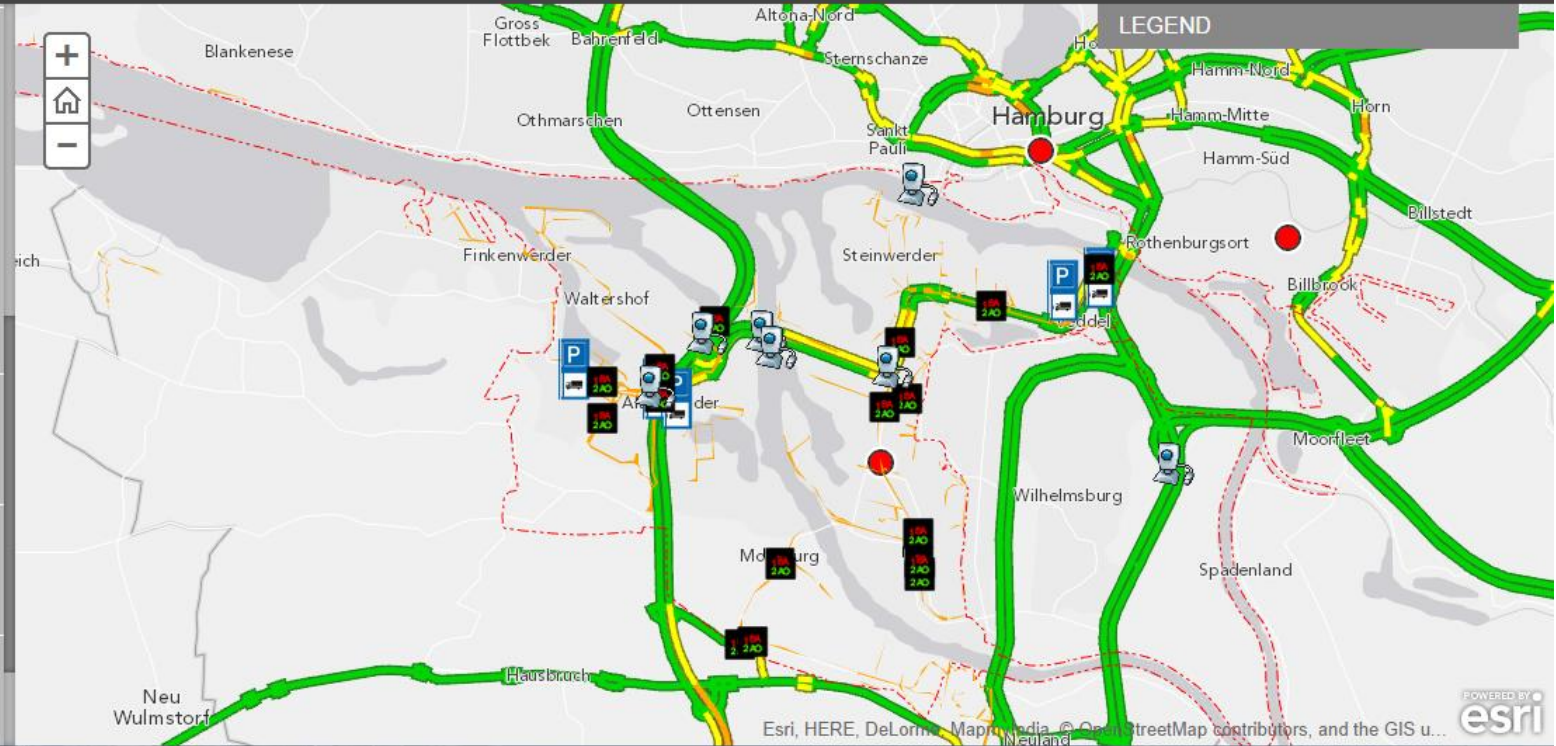 LEGEND
Altona-Nord
Gross
Flottbek
Bahrenfeld
Blankenese
Sternschanze
Hamm-Nord
Ottensen
Horn
Othmarschen
Hamburg
Hamm-Mitte
Sankt
Pauli
Hamm-Süd
Billstedt
Rothenburgsort
Finkenwerder
Steinwerder
P
Billbrook
Waltershof
P
Moorfleet
Wilhelmsburg
Spadenland
Hausbruch
Neu
Wulmstorf
POWERED BY
esri
Esri, HERE, DeLorme, MapmyIndia, © OpenStreetMap contributors, and the GIS u...
Neuland